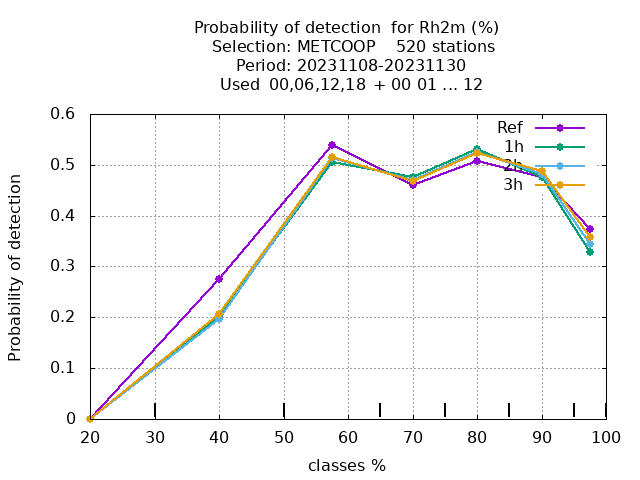 Probability of detection for Rh2m (%)
Selection: METCOOP 520 stations
Period: 20231108-20231130
Used 00,06,12,18 + 00 01 ... 12
Probability of detection
0.6
0.5
0.4
0.3
0.2
0.1
0
Ref
1h
2h
3h
20 30 40 50 60 70 80 90 100
classes %